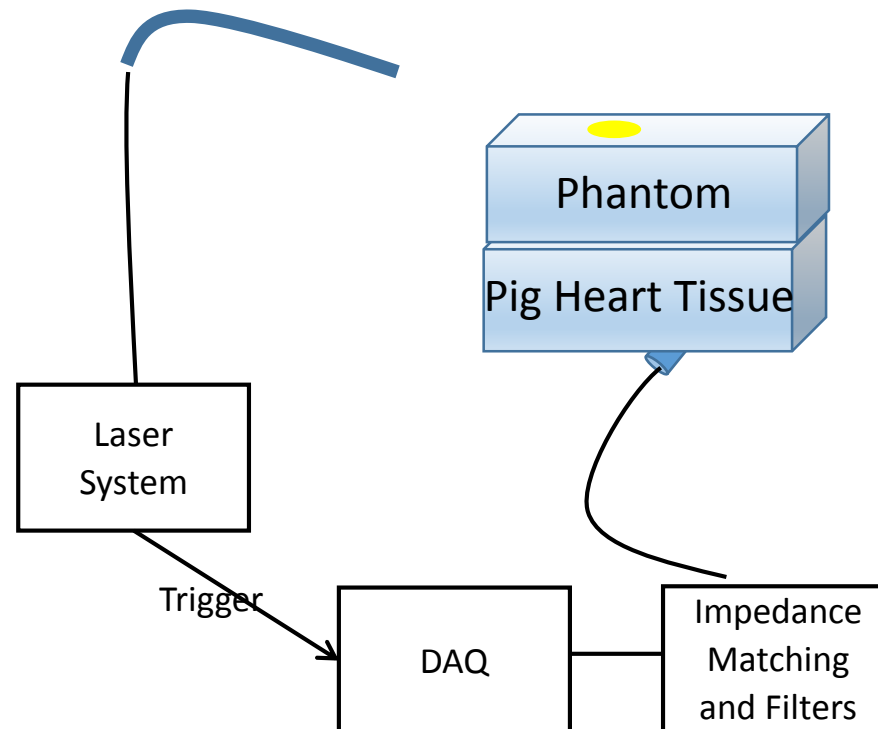 Phantom
Pig Heart Tissue
Laser
System
Trigger
DAQ
Impedance
Matching
and Filters